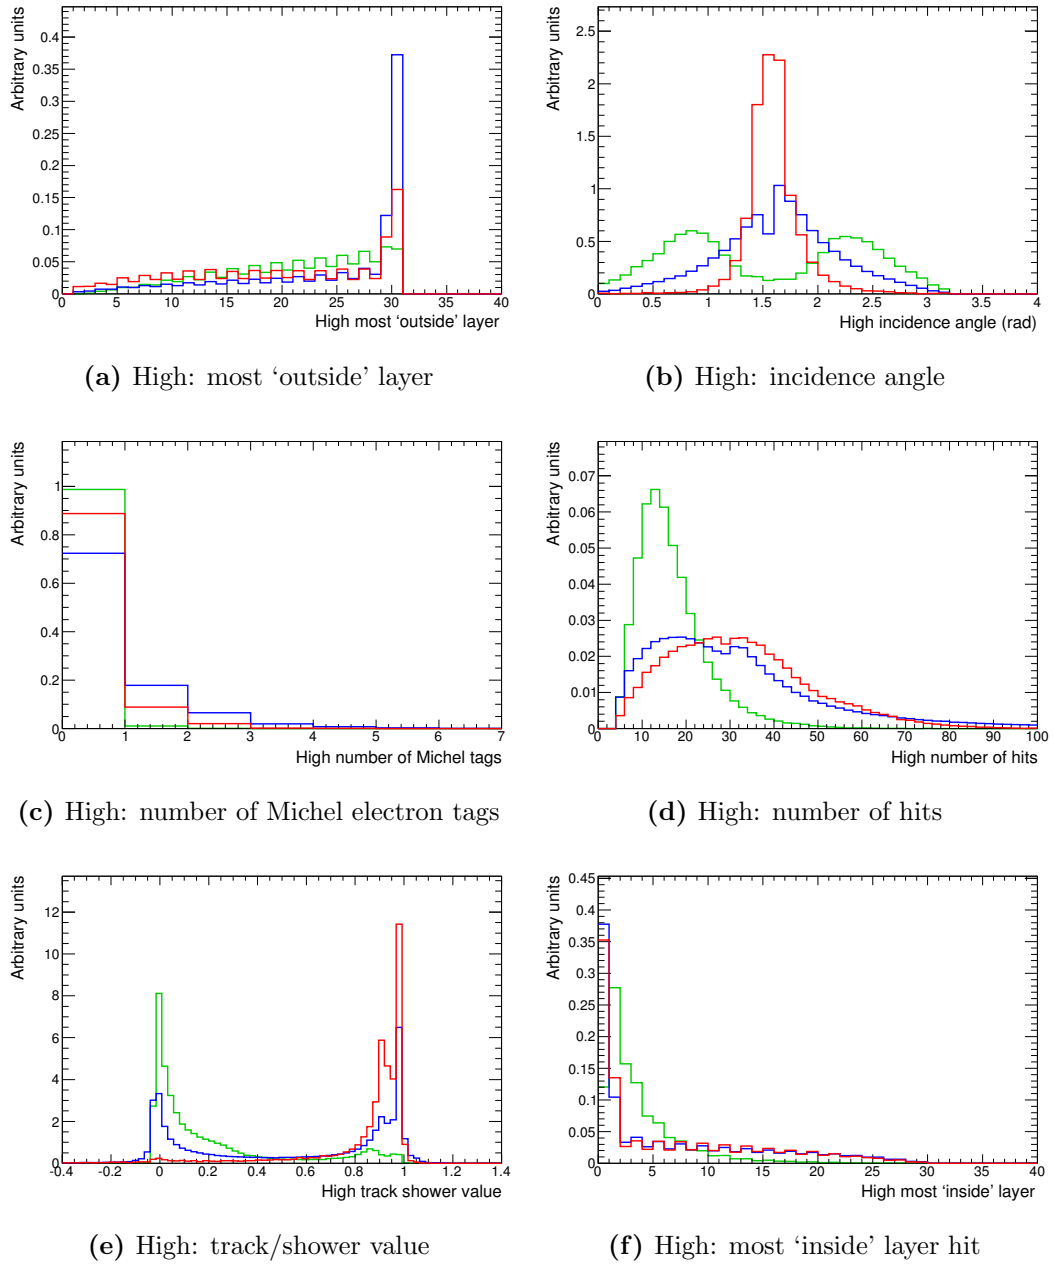 Arbitrary units
0.4
0.35
0.3
0.25
0.2
0.15
0.1
0.05
0
5 10 15 20 25 30 35 40
High most ‘outside’ layer
(a) High: most ‘outside’ layer
Arbitrary units
2.5
2
1.5
1
0.5
0
0 0.5 1 1.5 2 2.5 3 3.5 4
High incidence angle (rad)
(b) High: incidence angle
Arbitrary units
1
0.8
0.6
0.4
0.2
0
0 1 2 3 4 5 6 7
High number of Michel tags
(c) High: number of Michel electron tags
Arbitrary units
0.07
0.06
0.05
0.04
0.03
0.02
0.01
0
0 10 20 30 40 50 60 70 80 90 100
High number of hits
(d) High: number of hits
Arbitrary units
12
10
8
6
4
2
0
-0.4 -0.2 0 0.2 0.4 0.6 0.8 1 1.2 1.4
High track shower value
(e) High: track/shower value
Arbitrary units
0.45
0.4
0.35
0.3
0.25
0.2
0.15
0.1
0.05
0
0 5 10 15 20 25 30 35 40
High most ‘inside’ layer
(f) High: most ‘inside’ layer hit